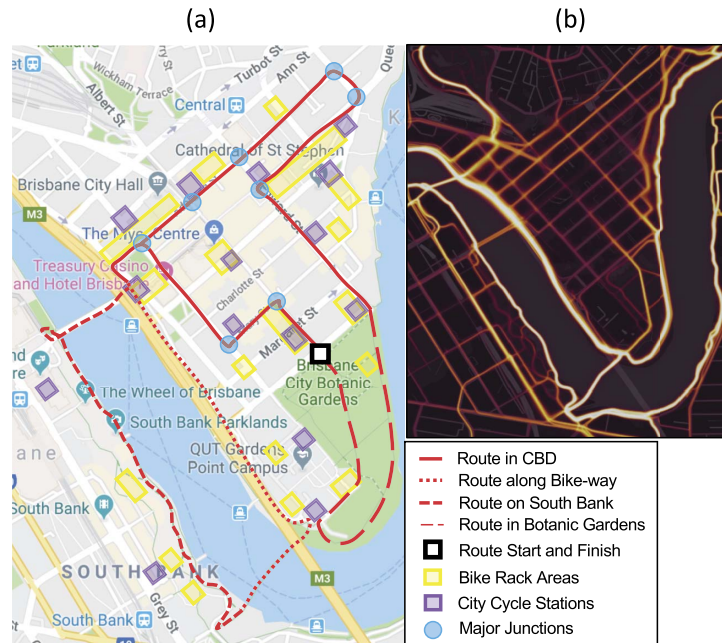 (a)
(b)
Turbot St
Ann St
Wickham Terrace
Albert St
Central
Cathedral of St Stephen
Brisbane City Hall
M3
The Myer Centre
Treasury Casino
and Hotel Brisbane
Charlotte St
Margaret St
Brisbane
City Botanic
Gardens
The Wheel of Brisbane
South Bank Parklands
QUT Gardens
Point Campus
South Bank
SOUTH BANK
M3
Grey St
South Bank
Route in CBD
Route along Bike-way
Route on South Bank
Route in Botanic Gardens
Route Start and Finish
Bike Rack Areas
City Cycle Stations
Major Junctions